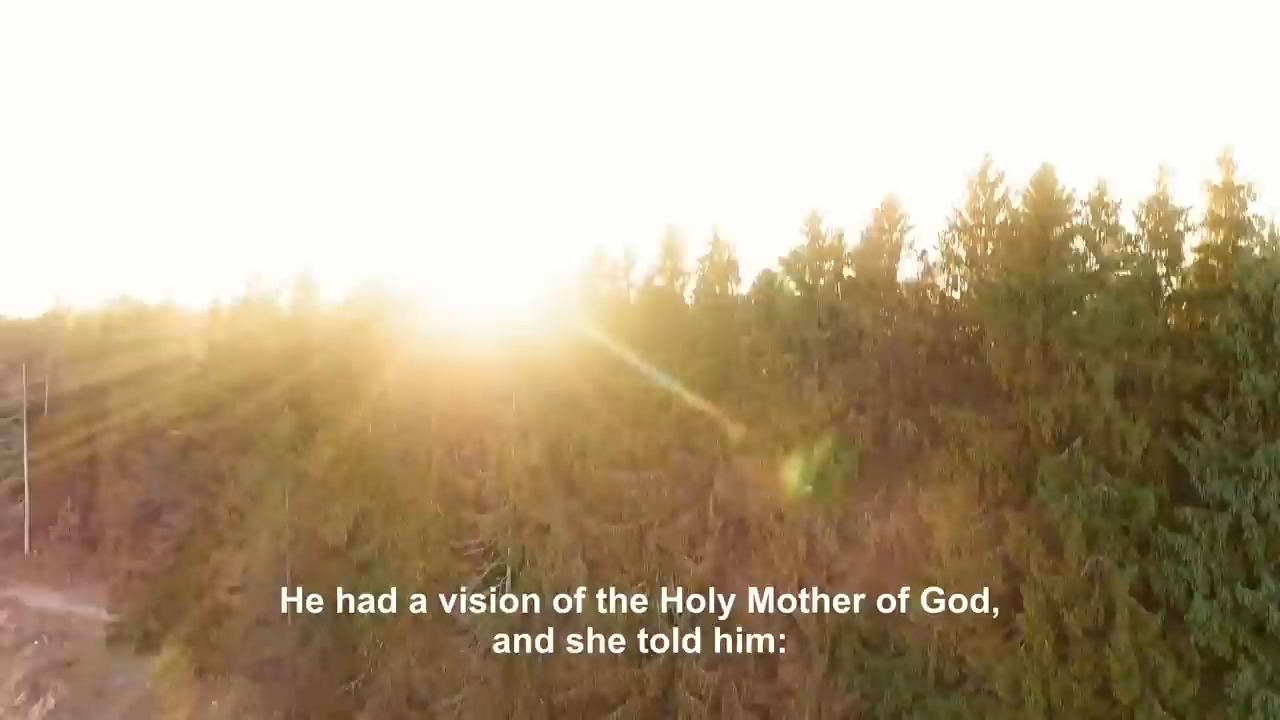 He had a vision of the Holy Mother of God,
and she told him: